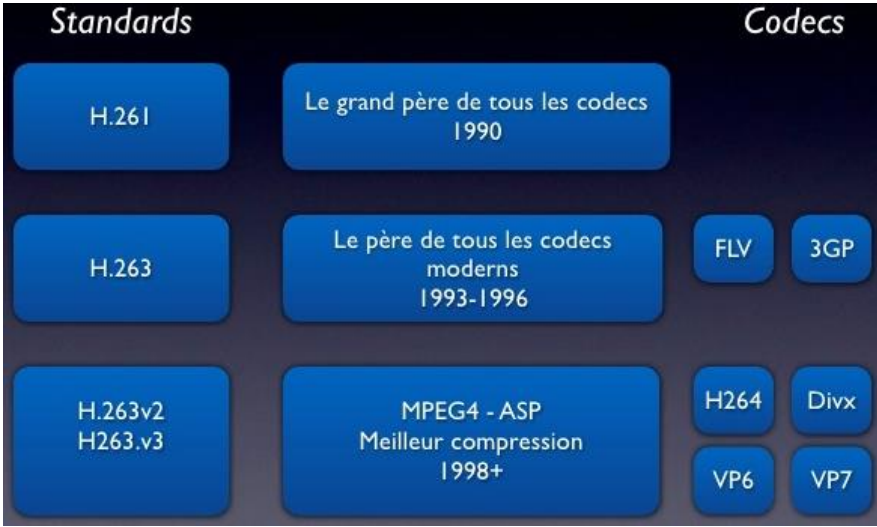 Standards
Codecs
H.261
Le grand père de tous les codecs
1990
H.263
Le père de tous les codecs
moderns
1993-1996
FLV
3GP
H.263v2
H263.v3
MPEG4 - ASP
Meilleur compression
1998+
H264
Divx
VP6
VP7